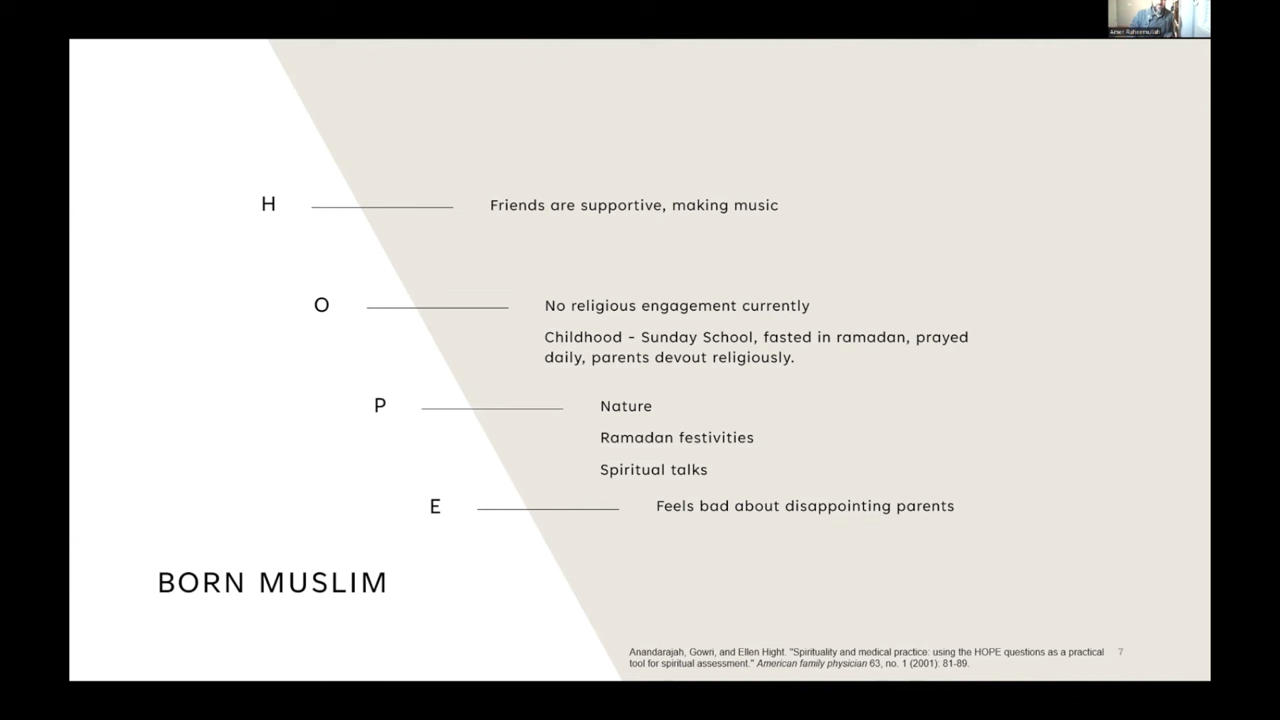 Amer Raheemullah
H
Friends are supportive, making music
O
No religious engagement currently
Childhood - Sunday School, fasted in ramadan, prayed
daily, parents devout religiously.
P
Nature
Ramadan festivities
Spiritual talks
E
Feels bad about disappointing parents
BORN MUSLIM
Anandarajah, Gowri, and Ellen Hight. "Spirituality and medical practice: using the HOPE questions as a practical
tool for spiritual assessment." American family physician 63, no. 1 (2001): 81-89.
7